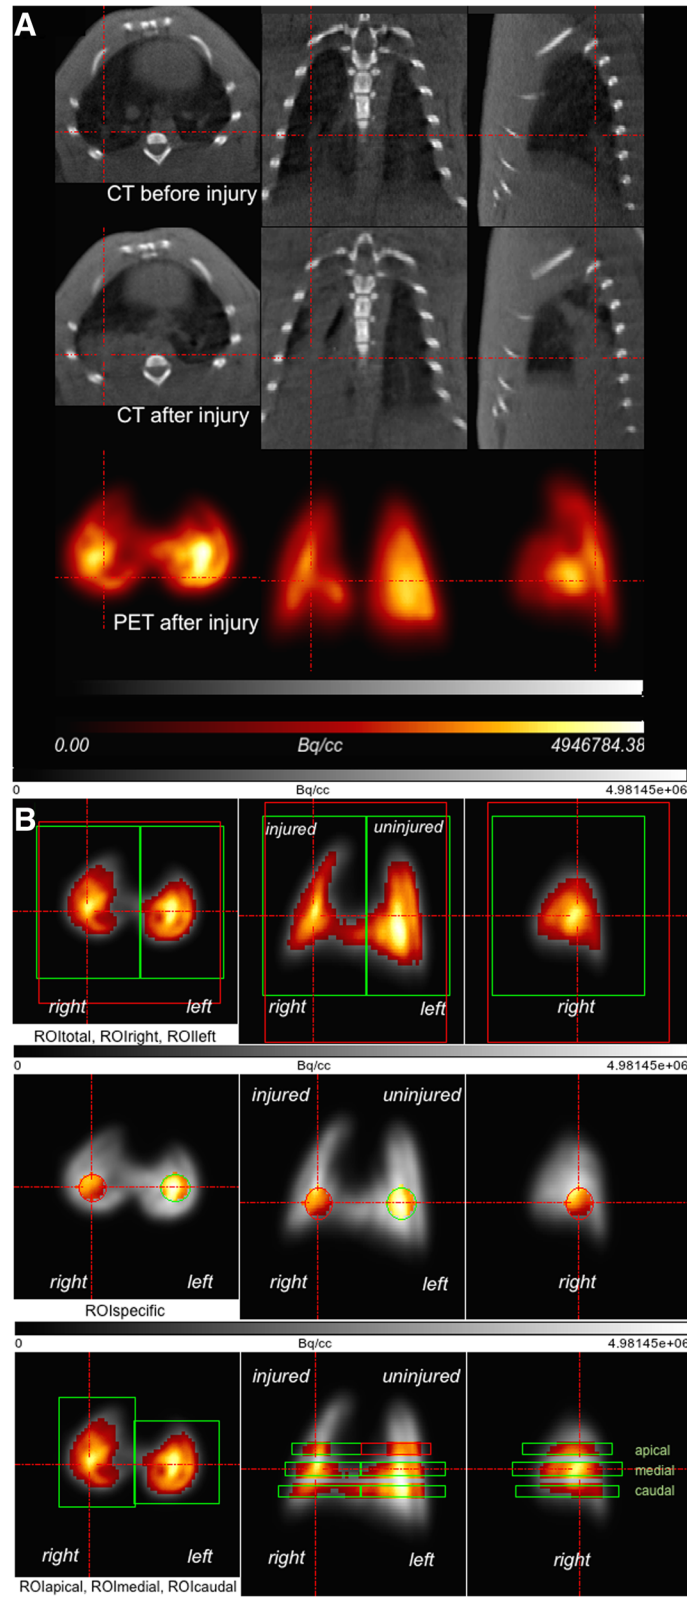 A
CT before injury
CT after injury
PET after injury
0.00 Bq/cc 4946784.38
0 Bq/cc 4.98145e+06
B
injured uninjured
right left right left right
ROItotal, ROIright, ROIleft
0 Bq/cc 4.98145e+06
injured uninjured
right left right left right
ROIspecific
0 Bq/cc 4.98145e+06
injured uninjured
apical
medial
caudal
right left right left right
ROIapical, ROImedial, ROIcaudal